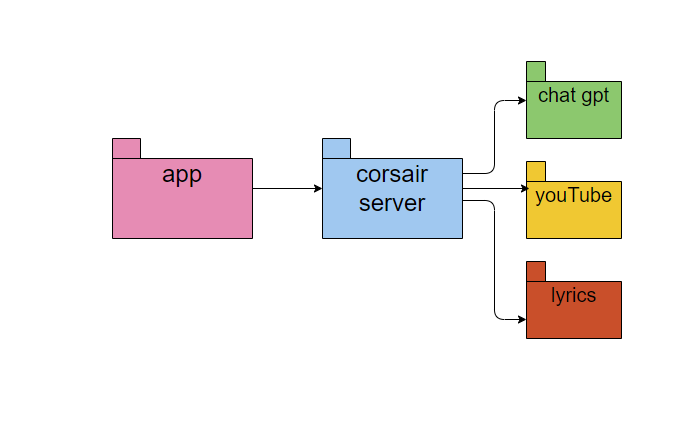 app
corsair
server
chat gpt
youTube
lyrics